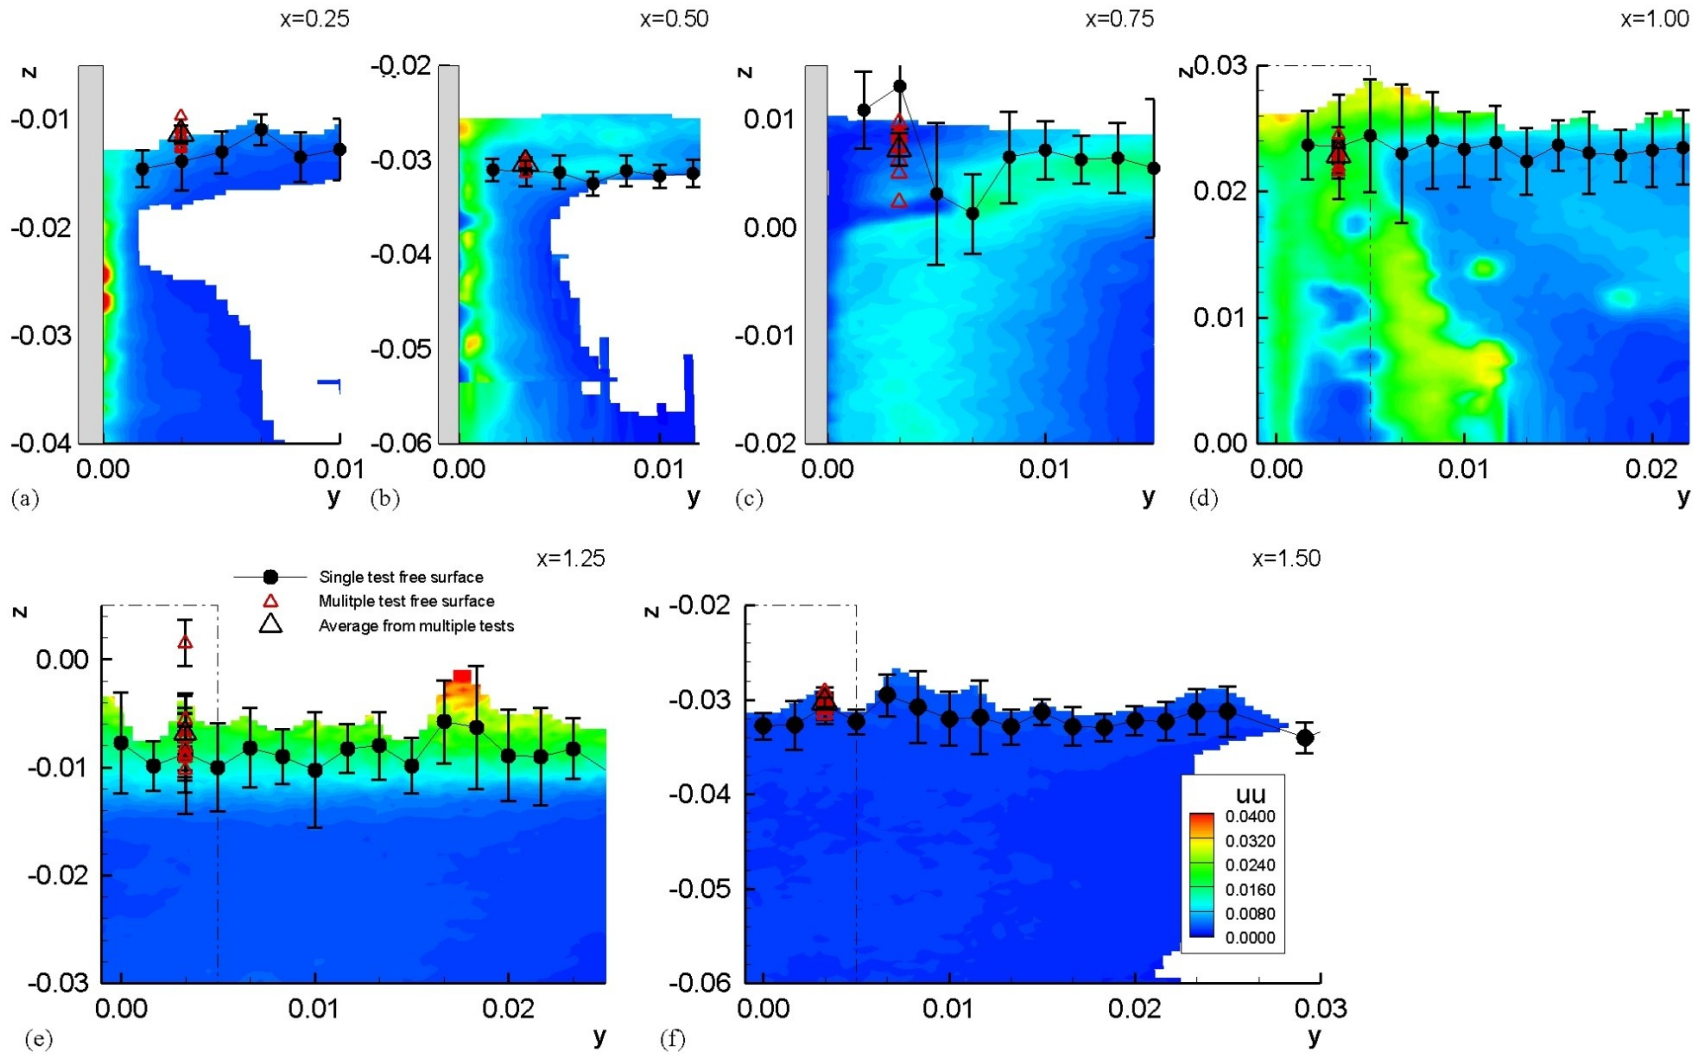 x=0.25
x=0.50
x=0.75
x=1.00
z
-0.01
-0.02
-0.03
-0.04
0.00
0.01
y
(a)
-0.02
-0.03
-0.04
-0.05
-0.06
0.00
0.01
y
(b)
z
0.01
0.00
-0.01
-0.02
0.00
0.01
y
(c)
z
0.03
0.02
0.01
0.00
0.00
0.01
0.02
y
(d)
x=1.25
Single test free surface
Mulitple test free surface
Average from multiple tests
z
0.00
-0.01
-0.02
-0.03
0.00
0.01
0.02
y
(e)
x=1.50
z
-0.02
-0.03
-0.04
-0.05
-0.06
0.00
0.01
0.02
0.03
y
(f)
uu
0.0400
0.0320
0.0240
0.0160
0.0080
0.0000